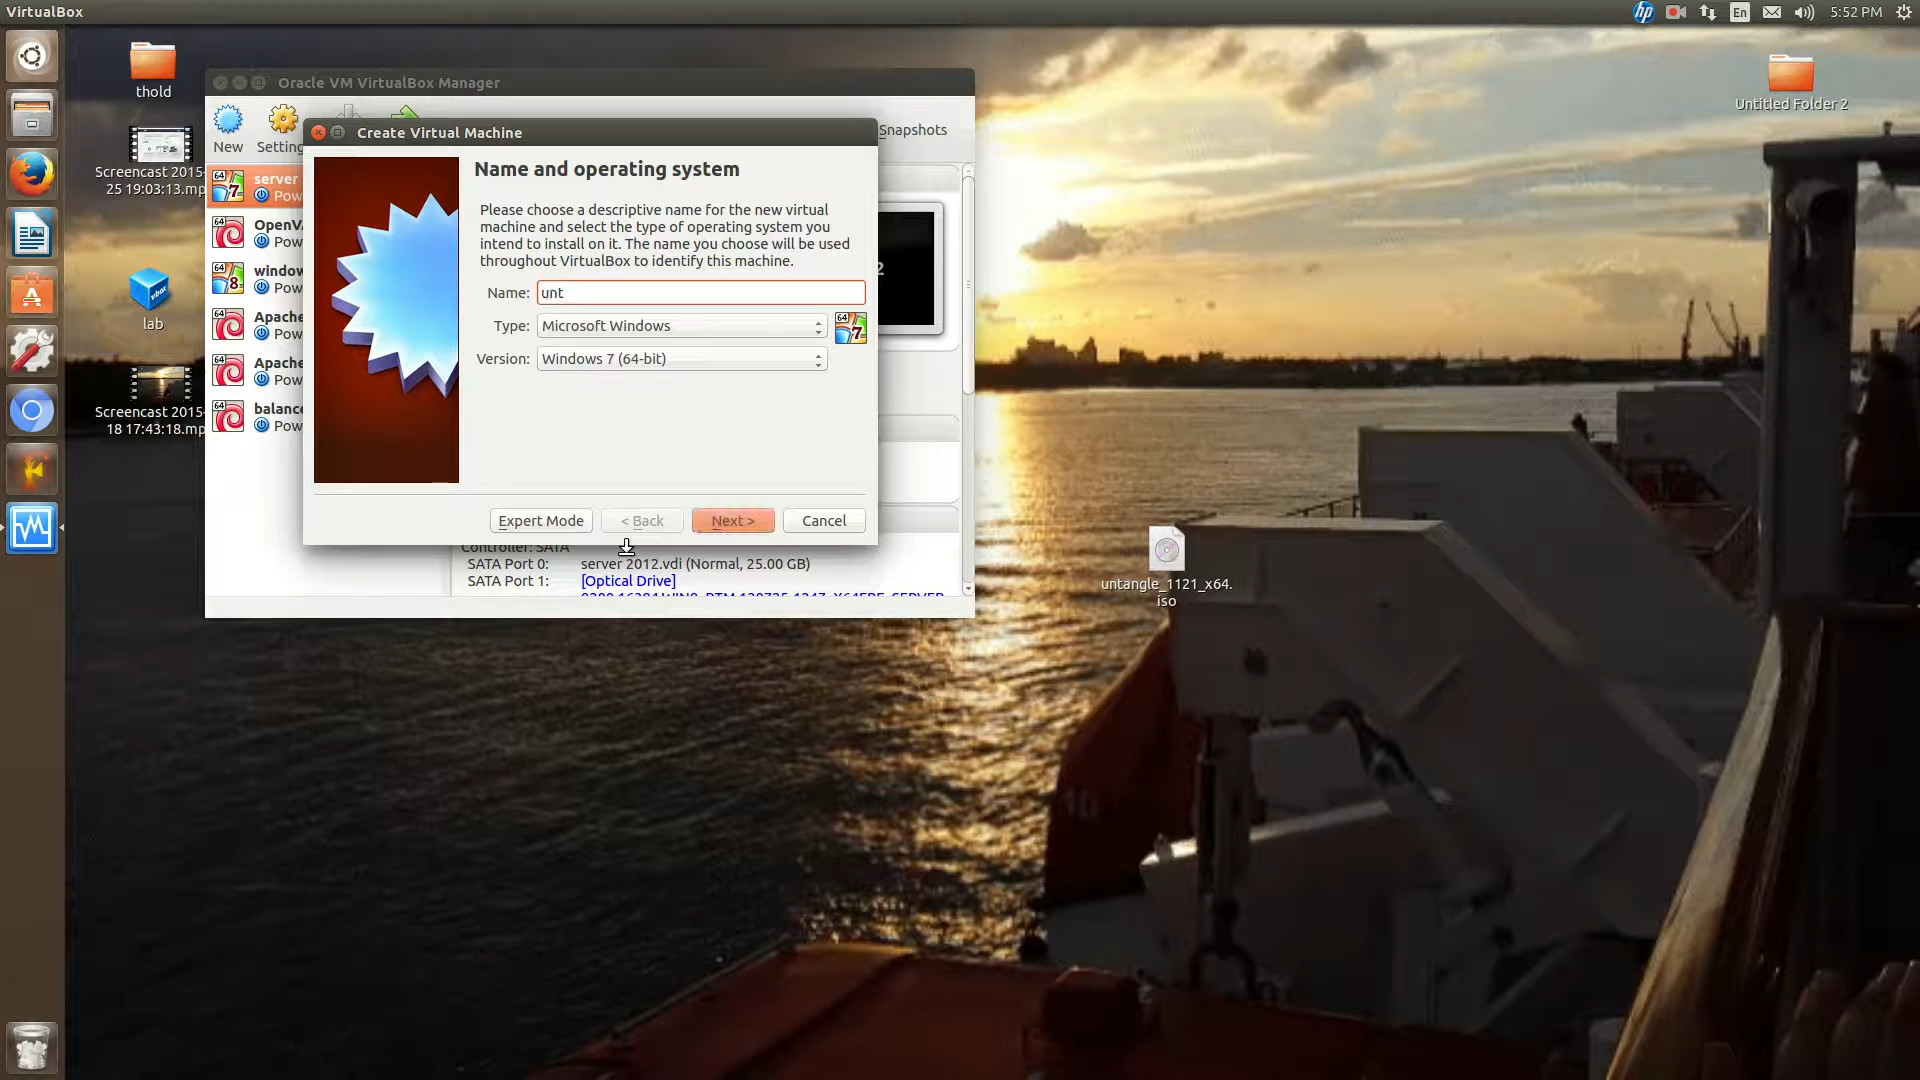 VirtualBox
hp
En
5:52 PM
thold
Screencast 2015-
25 19:03:13.mp
lab
Screencast 2015-
18 17:43:18.mp
Untitled Folder 2
untangle_1121_x64.
iso
Oracle VM VirtualBox Manager
New
Setting
Snapshots
server
Pow
OpenVA
Pow
window
Pow
Apache
Pow
Apache
Pow
balance
Pow
Create Virtual Machine
Name and operating system
Please choose a descriptive name for the new virtual
machine and select the type of operating system you
intend to install on it. The name you choose will be used
throughout VirtualBox to identify this machine.
Name: unt
Type: Microsoft Windows
Version: Windows 7 (64-bit)
Expert Mode
< Back
Next >
Cancel
Controller: SATA
SATA Port 0: server 2012.vdi (Normal, 25.00 GB)
SATA Port 1: [Optical Drive]